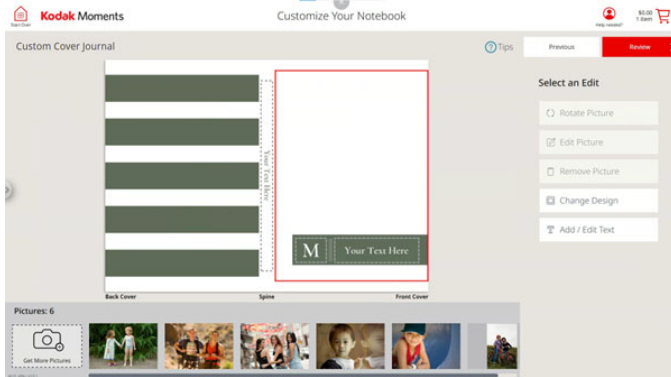 Start Over
Kodak Moments
Customize Your Notebook
Help needed?
$0.00
1 item
Custom Cover Journal
? Tips
Previous
Review
Select an Edit
Rotate Picture
Edit Picture
Remove Picture
Change Design
T Add / Edit Text
Your Text Here
M
Your Text Here
Back Cover
Spine
Front Cover
Pictures: 6
Get More Pictures